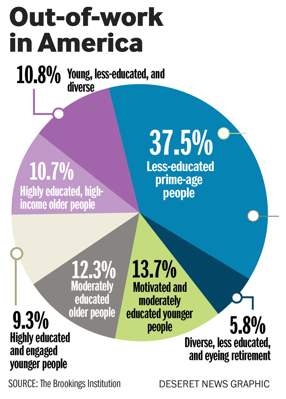 Out-of-work
in America
10.8% Young, less-educated, and
diverse
37.5%
Less-educated
prime-age
people
10.7%
Highly educated, high-
income older people
12.3%
Moderately
educated
older people
13.7%
Motivated and
moderately
educated younger
people
9.3%
Highly educated
and engaged
younger people
5.8%
Diverse, less educated,
and eyeing retirement
SOURCE: The Brookings Institution
DESERET NEWS GRAPHIC